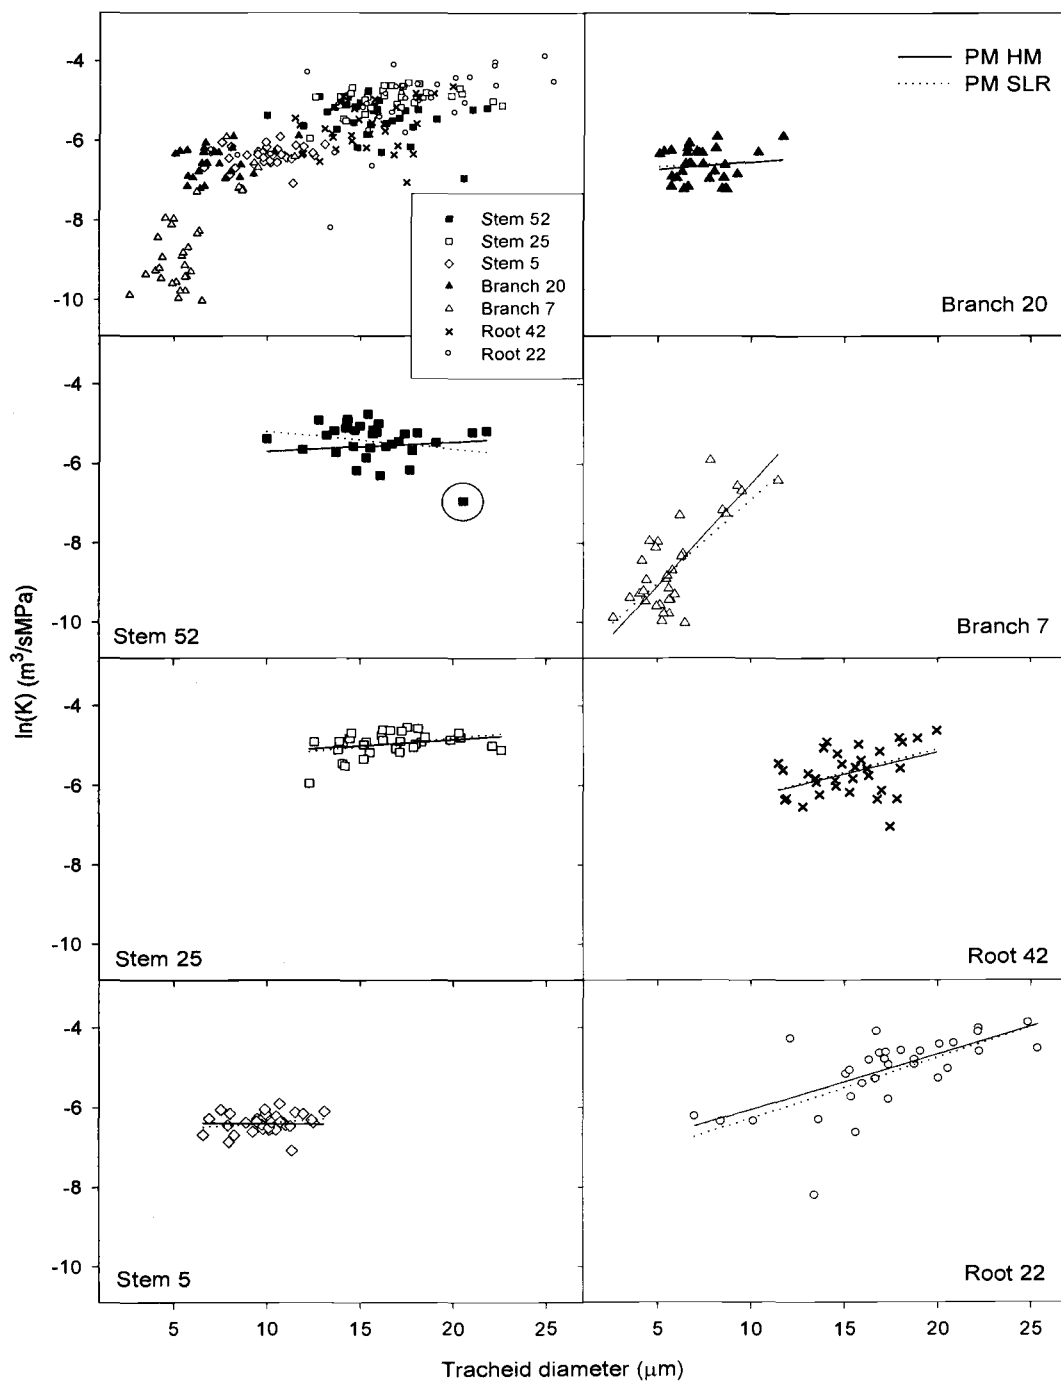 -4
-6
-8
-10
Stem 52
Stem 25
Stem 5
Branch 20
Branch 7
Root 42
Root 22
PM HM
PM SLR
Branch 20
-4
-6
-8
-10
Stem 52
Branch 7
ln(K) (m³/sMPa)
-4
-6
-8
-10
Stem 25
Root 42
-4
-6
-8
-10
Stem 5
Root 22
5 10 15 20 25 5 10 15 20 25
Tracheid diameter (μm)